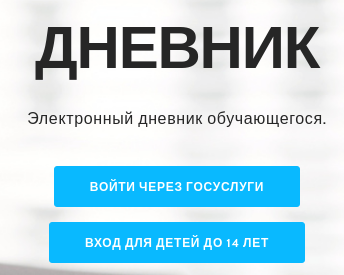 ДНЕВНИК
Электронный дневник обучающегося.
ВОЙТИ ЧЕРЕЗ ГОСУСЛУГИ
ВХОД ДЛЯ ДЕТЕЙ ДО 14 ЛЕТ